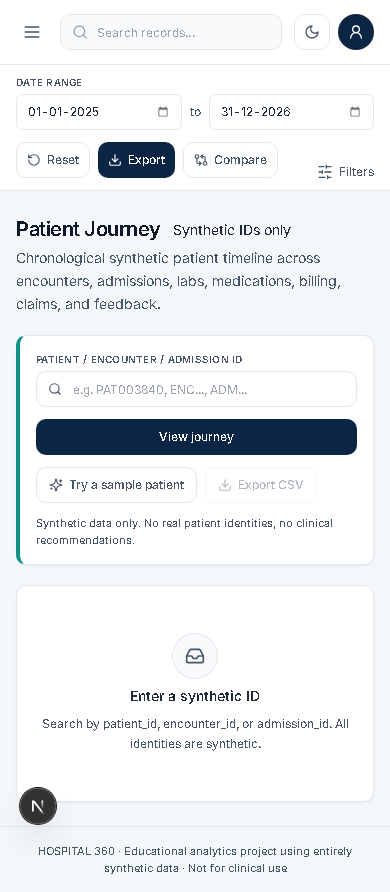 Search records...
DATE RANGE
01-01-2025 to 31-12-2026
Reset Export Compare Filters
Patient Journey Synthetic IDs only
Chronological synthetic patient timeline across
encounters, admissions, labs, medications, billing,
claims, and feedback.
PATIENT / ENCOUNTER / ADMISSION ID
e.g. PAT003840, ENC..., ADM...
View journey
Try a sample patient Export CSV
Synthetic data only. No real patient identities, no clinical
recommendations.
Enter a synthetic ID
Search by patient_id, encounter_id, or admission_id. All
identities are synthetic.
N
HOSPITAL 360 · Educational analytics project using entirely
synthetic data · Not for clinical use